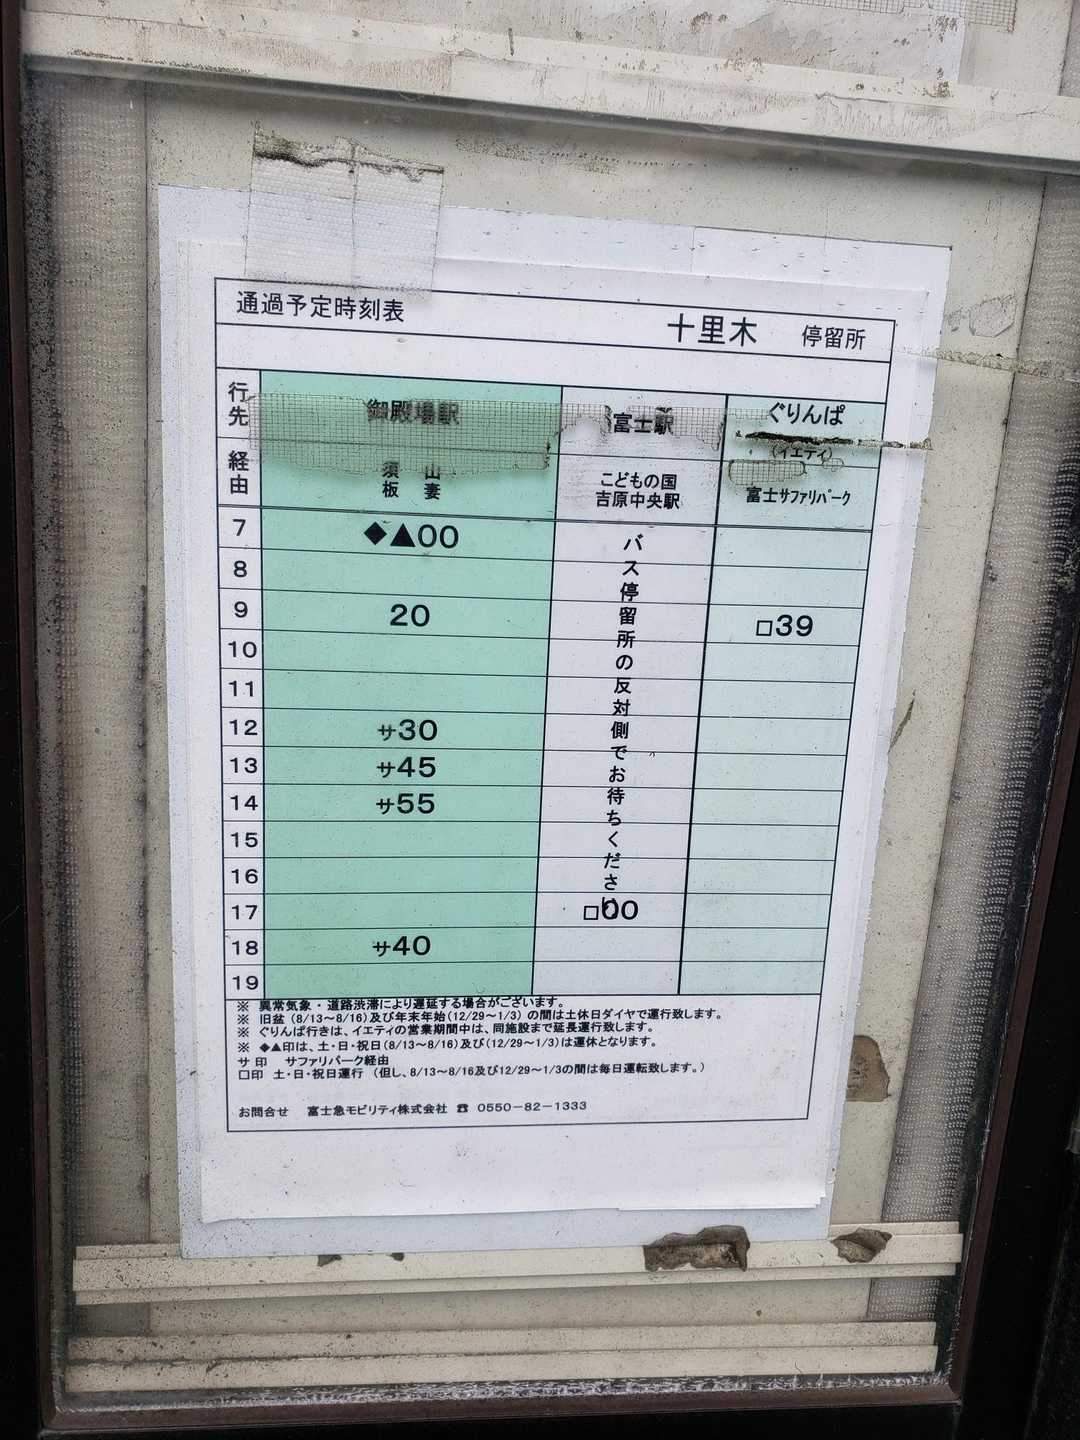 通過予定時刻表
十里木 停留所
行先 御殿場駅 富士駅 ぐりんぱ
(イエティ)
経由 須山 こどもの国 富士サファリパーク
板妻 吉原中央駅
バス停留所の反対側でお待ちください
7 ◆▲00
8
9 20 □39
10
11
12 サ30
13 サ45
14 サ55
15
16
17 □00
18 サ40
19
※ 異常気象・道路渋滞により遅延する場合がございます。
※ 旧盆（8/13～8/16）及び年末年始（12/29～1/3）の間は土休日ダイヤで運行致します。
※ ぐりんぱ行きは、イエティの営業期間中は、同施設まで延長運行致します。
※ ◆▲印は、土・日・祝日（8/13～8/16）及び（12/29～1/3）は運休となります。
サ 印 サファリパーク経由
□印 土・日・祝日運行 （但し、8/13～8/16及び12/29～1/3の間は毎日運転致します。）
お問合せ 富士急モビリティ株式会社 ☎ 0550－82－1333